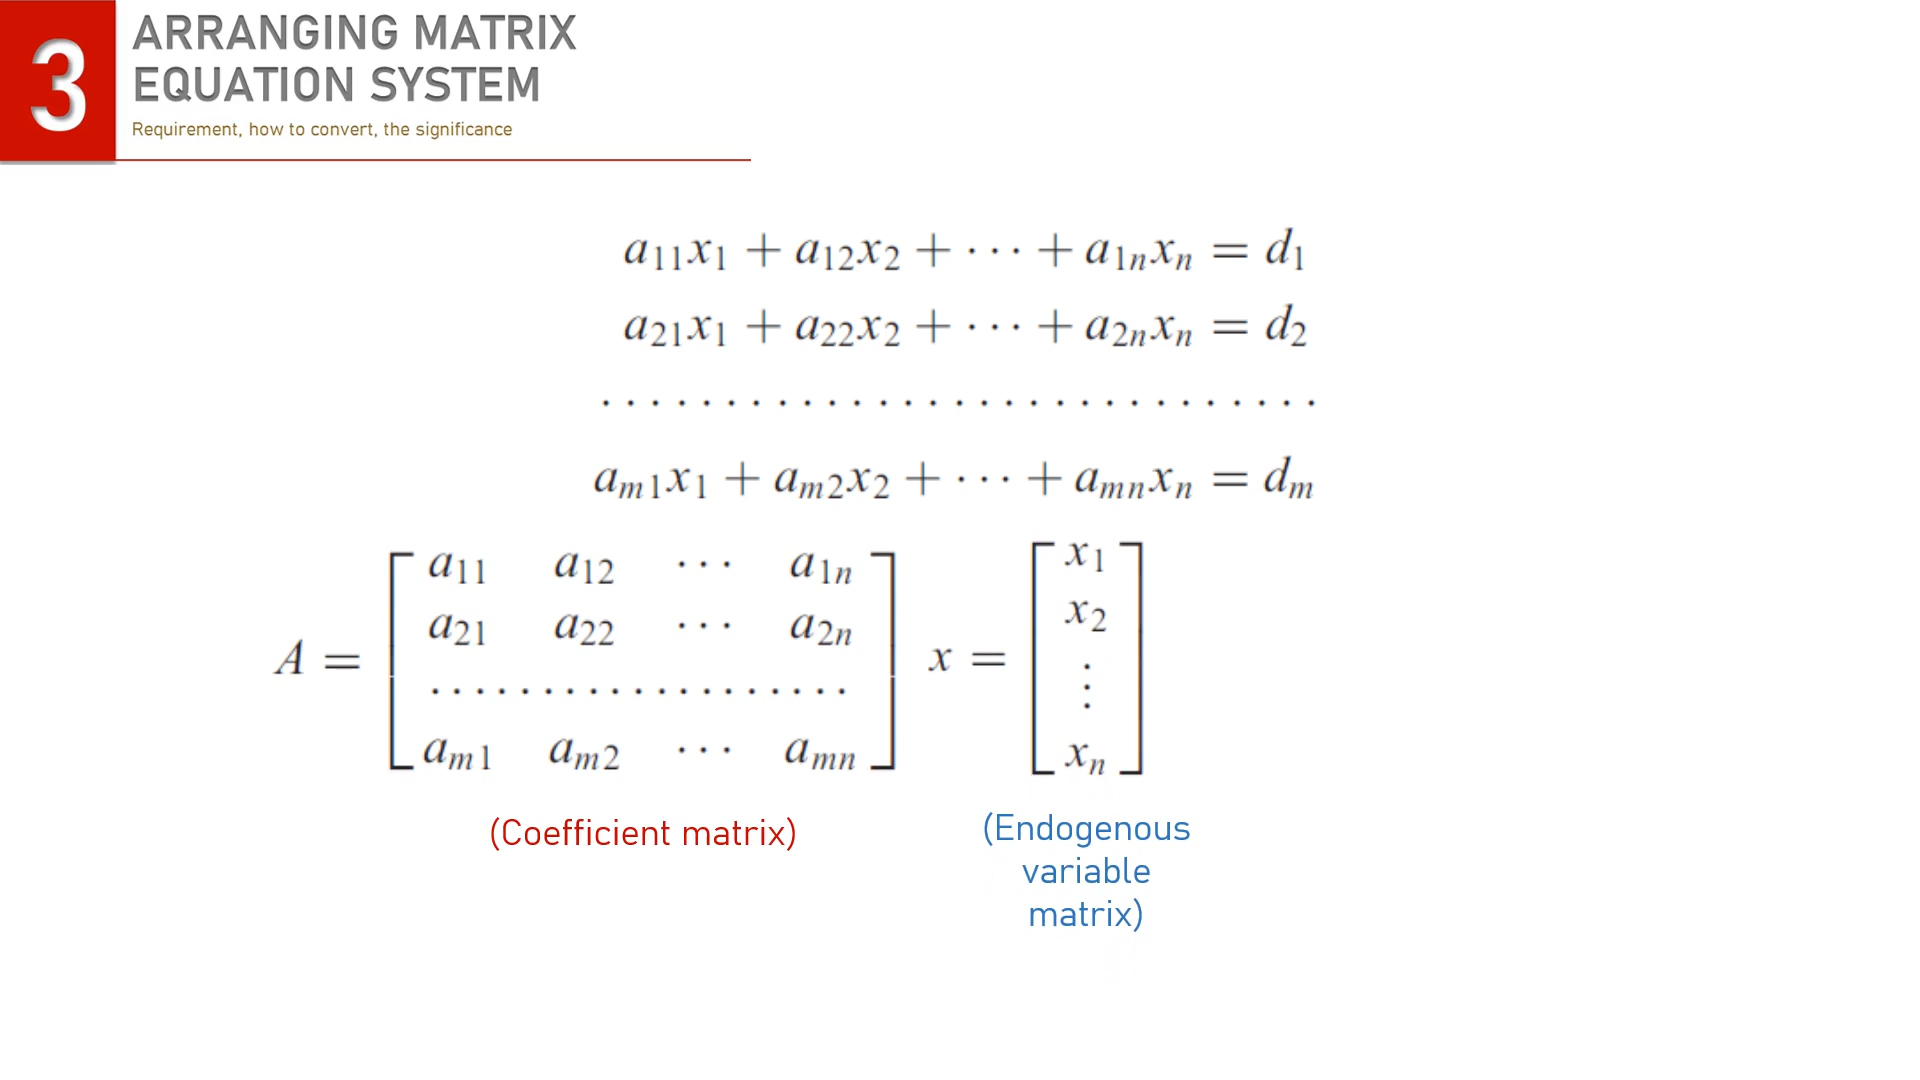 3
ARRANGING MATRIX
EQUATION SYSTEM
Requirement, how to convert, the significance
a₁₁x₁ + a₁₂x₂ + ··· + a₁ₙxₙ = d₁
a₂₁x₁ + a₂₂x₂ + ··· + a₂ₙxₙ = d₂
· · · · · · · · · · · · · · · · · · · · · · · · · · · · · ·
aₘ₁x₁ + aₘ₂x₂ + ··· + aₘₙxₙ = dₘ
A = [ a₁₁ a₁₂ ··· a₁ₙ
a₂₁ a₂₂ ··· a₂ₙ
· · · · · · · · · · · · · · · · · · ·
aₘ₁ aₘ₂ ··· aₘₙ ]
x = [ x₁
x₂
⋮
xₙ ]
(Coefficient matrix)
(Endogenous
variable
matrix)